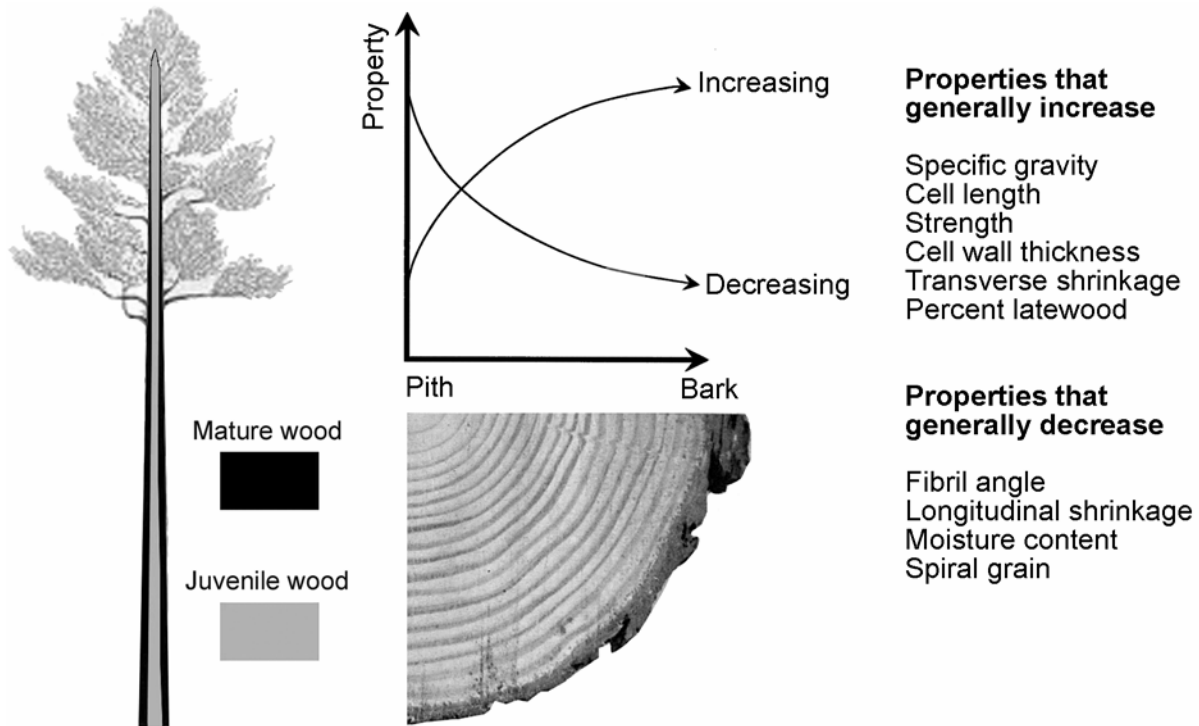 Property
Increasing
Decreasing
Pith
Bark
Mature wood
Juvenile wood
Properties that
generally increase
Specific gravity
Cell length
Strength
Cell wall thickness
Transverse shrinkage
Percent latewood
Properties that
generally decrease
Fibril angle
Longitudinal shrinkage
Moisture content
Spiral grain